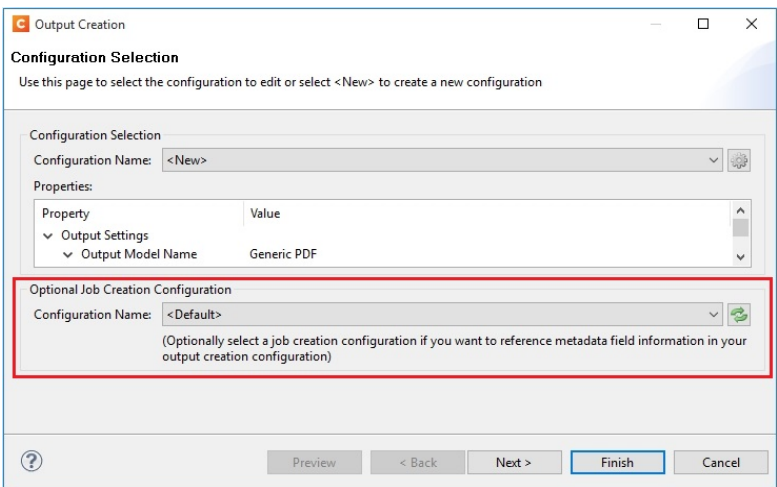 C Output Creation
Configuration Selection
Use this page to select the configuration to edit or select <New> to create a new configuration
Configuration Selection
Configuration Name: <New>
Properties:
Property Value
Output Settings
Output Model Name Generic PDF
Optional Job Creation Configuration
Configuration Name: <Default>
(Optionally select a job creation configuration if you want to reference metadata field information in your
output creation configuration)
? Preview < Back Next > Finish Cancel